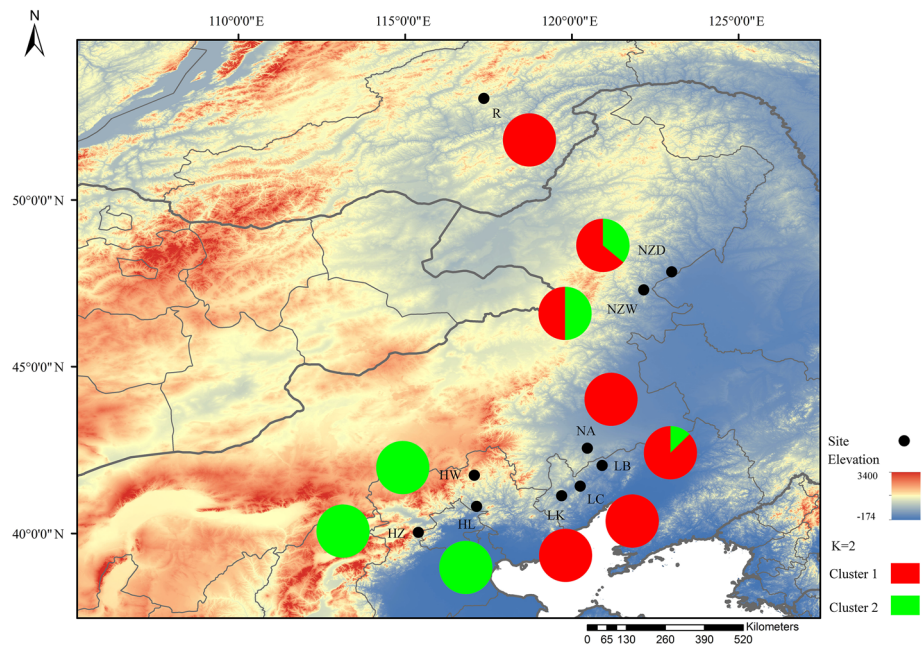 N
110°0'0"E 115°0'0"E 120°0'0"E 125°0'0"E
50°0'0"N
45°0'0"N
40°0'0"N
R
NZD
NZW
NA
LB
HW
LC
LK
HL
HZ
Site
Elevation
3400
-174
K=2
Cluster 1
Cluster 2
Kilometers
0 65 130 260 390 520